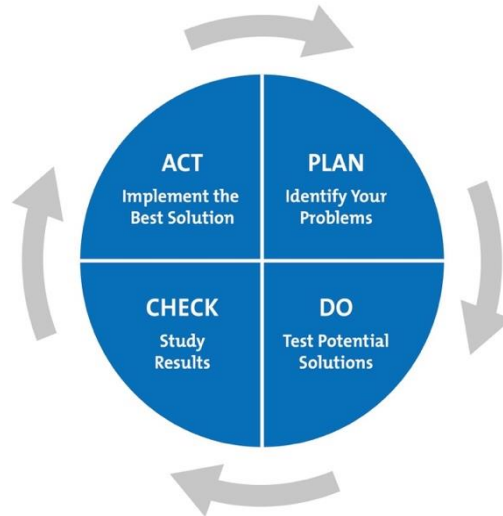 ACT
Implement the
Best Solution
PLAN
Identify Your
Problems
CHECK
Study
Results
DO
Test Potential
Solutions